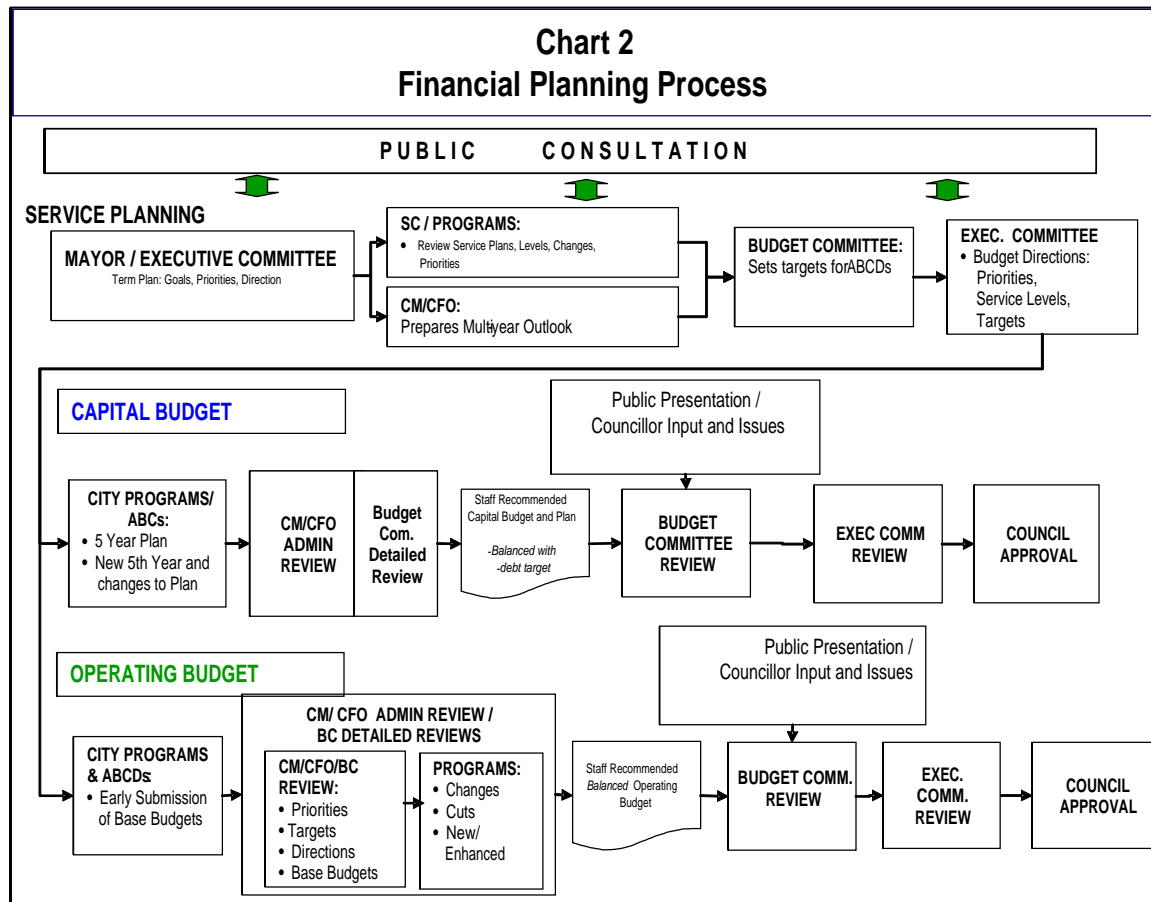 Chart 2
Financial Planning Process
PUBLIC CONSULTATION
SERVICE PLANNING
MAYOR / EXECUTIVE COMMITTEE
Term Plan: Goals, Priorities, Direction
SC / PROGRAMS:
• Review Service Plans, Levels, Changes,
Priorities
CM/CFO:
Prepares Multi-year Outlook
BUDGET COMMITTEE:
Sets targets for ABCDs
EXEC. COMMITTEE
• Budget Directions:
Priorities,
Service Levels,
Targets
CAPITAL BUDGET
Public Presentation /
Councillor Input and Issues
CITY PROGRAMS/
ABCs:
• 5 Year Plan
• New 5th Year and
changes to Plan
CM/CFO
ADMIN
REVIEW
Budget
Com.
Detailed
Review
Staff Recommended
Capital Budget and Plan
-Balanced with
-debt target
BUDGET
COMMITTEE
REVIEW
EXEC COMM
REVIEW
COUNCIL
APPROVAL
OPERATING BUDGET
Public Presentation /
Councillor Input and Issues
CITY PROGRAMS
& ABCDs:
• Early Submission
of Base Budgets
CM/ CFO ADMIN REVIEW /
BC DETAILED REVIEWS
CM/CFO/BC
REVIEW:
• Priorities
• Targets
• Directions
• Base Budgets
PROGRAMS:
• Changes
• Cuts
• New/
Enhanced
Staff Recommended
Balanced Operating
Budget
BUDGET COMM.
REVIEW
EXEC.
COMM.
REVIEW
COUNCIL
APPROVAL